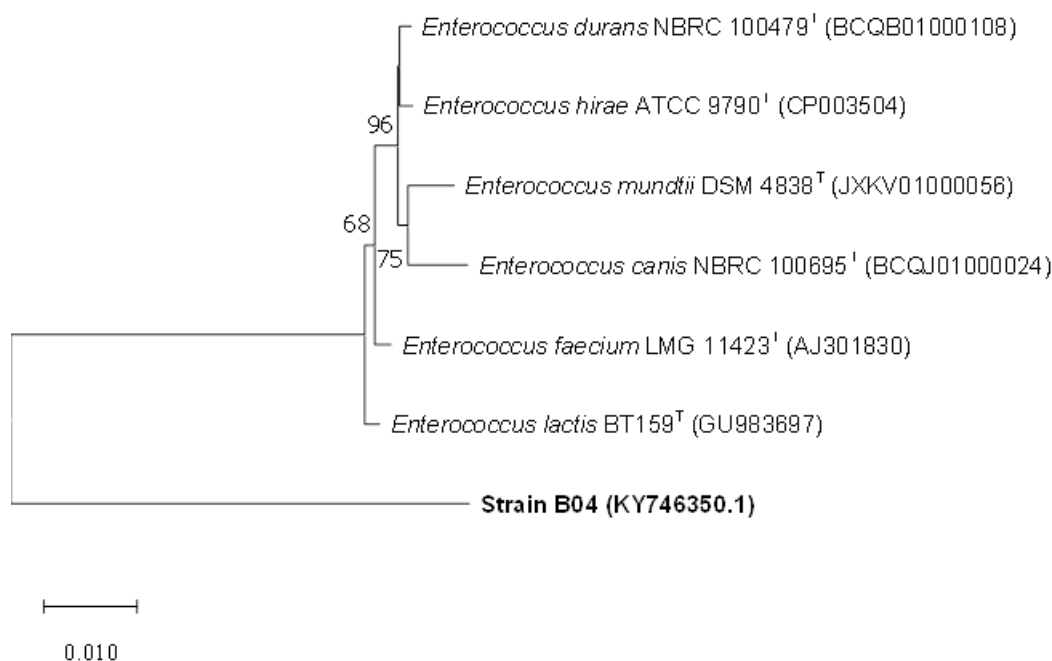 Enterococcus durans NBRC 100479ᵀ (BCQB01000108)
Enterococcus hirae ATCC 9790ᵀ (CP003504)
96
Enterococcus mundtii DSM 4838ᵀ (JXKV01000056)
68
75
Enterococcus canis NBRC 100695ᵀ (BCQJ01000024)
Enterococcus faecium LMG 11423ᵀ (AJ301830)
Enterococcus lactis BT159ᵀ (GU983697)
Strain B04 (KY746350.1)
0.010